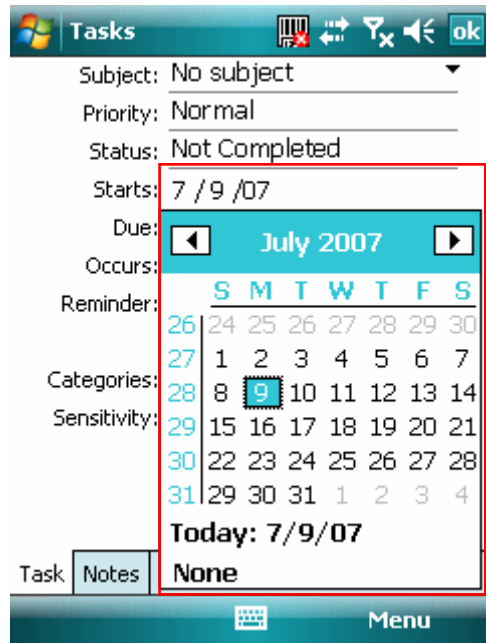 Tasks ok
Subject: No subject
Priority: Normal
Status: Not Completed
Starts: 7 / 9 /07
Due:
July 2007
Occurs:
S M T W T F S
Reminder:
26 24 25 26 27 28 29 30
27 1 2 3 4 5 6 7
Categories:
28 8 9 10 11 12 13 14
Sensitivity:
29 15 16 17 18 19 20 21
30 22 23 24 25 26 27 28
31 29 30 31 1 2 3 4
Today: 7/9/07
Task Notes None
Menu